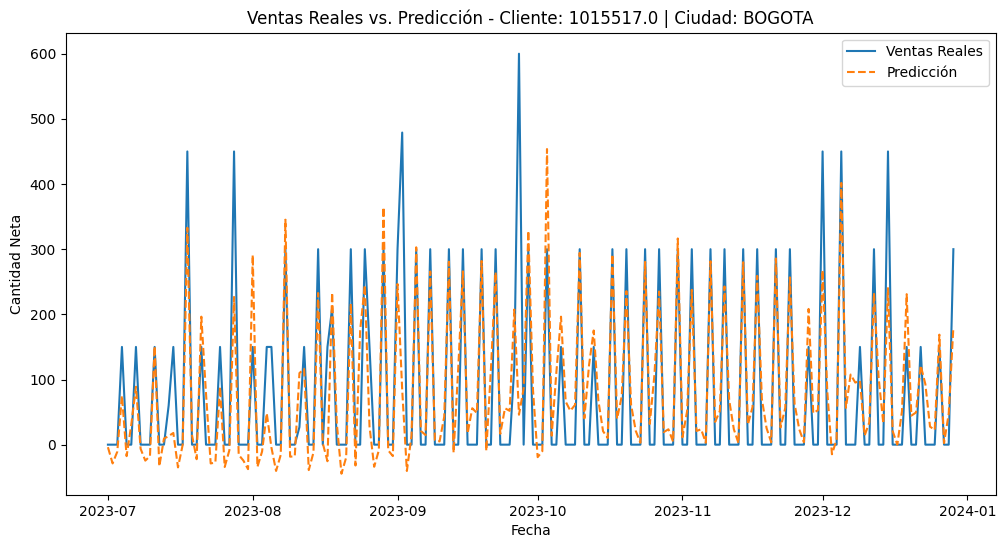 Ventas Reales vs. Predicción - Cliente: 1015517.0 | Ciudad: BOGOTA
Ventas Reales
Predicción
Cantidad Neta
600
500
400
300
200
100
0
2023-07
2023-08
2023-09
2023-10
2023-11
2023-12
2024-01
Fecha